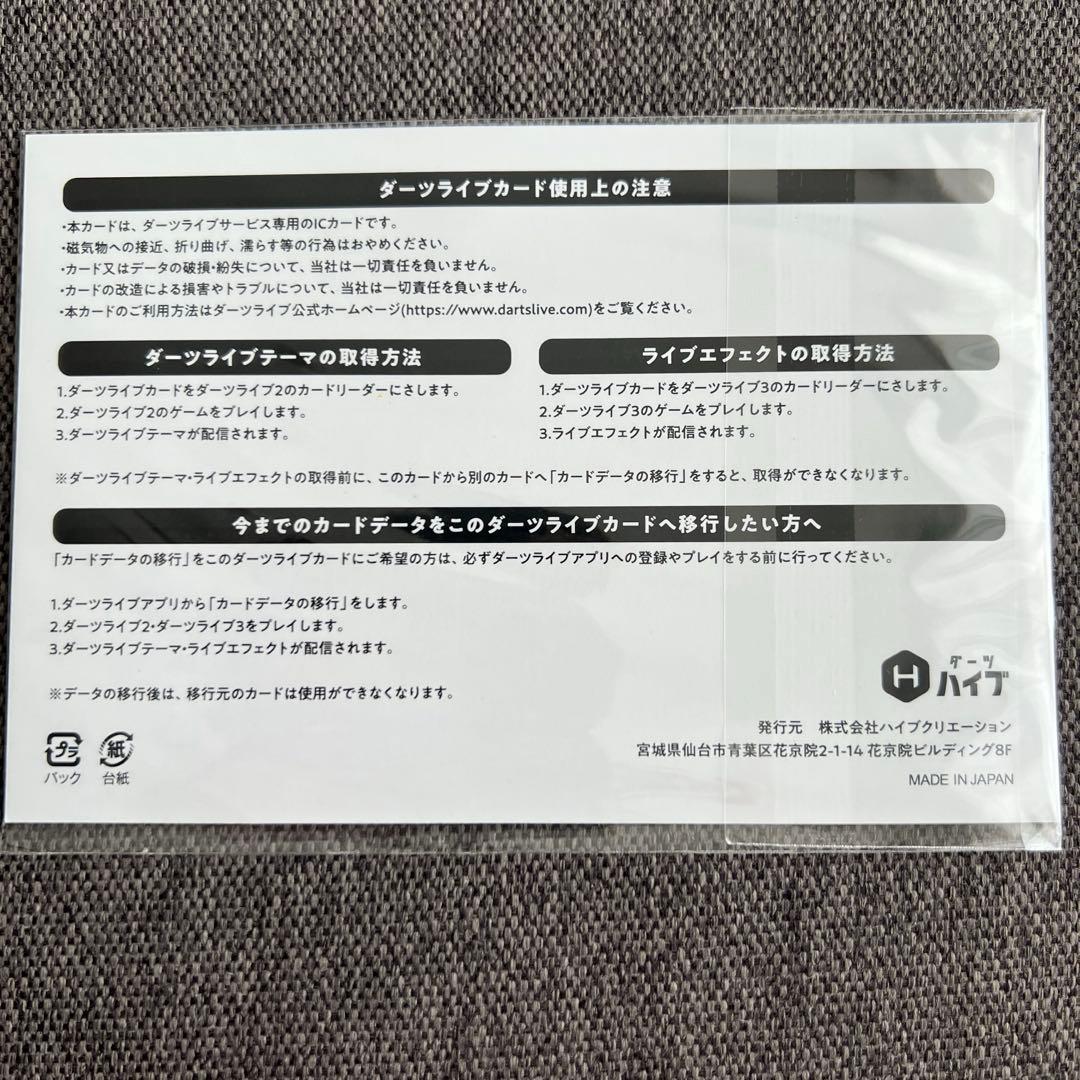 ダーツライブカード使用上の注意
・本カードは、ダーツライブサービス専用のICカードです。
・磁気物への接近、折り曲げ、濡らす等の行為はおやめください。
・カード又はデータの破損・紛失について、当社は一切責任を負いません。
・カードの改造による損害やトラブルについて、当社は一切責任を負いません。
・本カードのご利用方法はダーツライブ公式ホームページ(https://www.dartslive.com)をご覧ください。
ダーツライブテーマの取得方法
1.ダーツライブカードをダーツライブ2のカードリーダーにさします。
2.ダーツライブ2のゲームをプレイします。
3.ダーツライブテーマが配信されます。
ライブエフェクトの取得方法
1.ダーツライブカードをダーツライブ3のカードリーダーにさします。
2.ダーツライブ3のゲームをプレイします。
3.ライブエフェクトが配信されます。
※ダーツライブテーマ・ライブエフェクトの取得前に、このカードから別のカードへ「カードデータの移行」をすると、取得ができなくなります。
今までのカードデータをこのダーツライブカードへ移行したい方へ
「カードデータの移行」をこのダーツライブカードにご希望の方は、必ずダーツライブアプリへの登録やプレイをする前に行ってください。
1.ダーツライブアプリから「カードデータの移行」をします。
2.ダーツライブ2・ダーツライブ3をプレイします。
3.ダーツライブテーマ・ライブエフェクトが配信されます。
※データの移行後は、移行元のカードは使用ができなくなります。
H ダーツ
ハイブ
発行元 株式会社ハイブクリエーション
宮城県仙台市青葉区花京院2-1-14 花京院ビルディング8F
MADE IN JAPAN
プラ 紙
パック 台紙